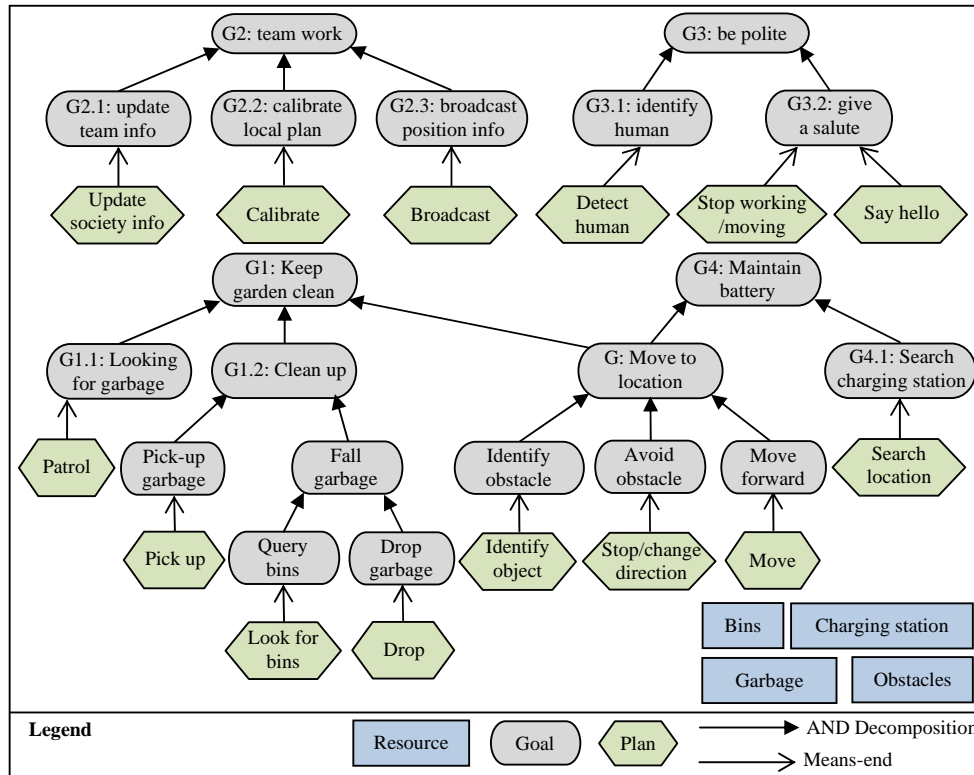 G2: team work
G3: be polite
G2.1: update
team info
G2.2: calibrate
local plan
G2.3: broadcast
position info
G3.1: identify
human
G3.2: give
a salute
Update
society info
Calibrate
Broadcast
Detect
human
Stop working
/moving
Say hello
G1: Keep
garden clean
G4: Maintain
battery
G1.1: Looking
for garbage
G1.2: Clean up
G: Move to
location
G4.1: Search
charging station
Patrol
Pick-up
garbage
Fall
garbage
Identify
obstacle
Avoid
obstacle
Move
forward
Search
location
Pick up
Query
bins
Drop
garbage
Identify
object
Stop/change
direction
Move
Look for
bins
Drop
Bins
Charging station
Garbage
Obstacles
Legend
Resource
Goal
Plan
AND Decomposition
Means-end